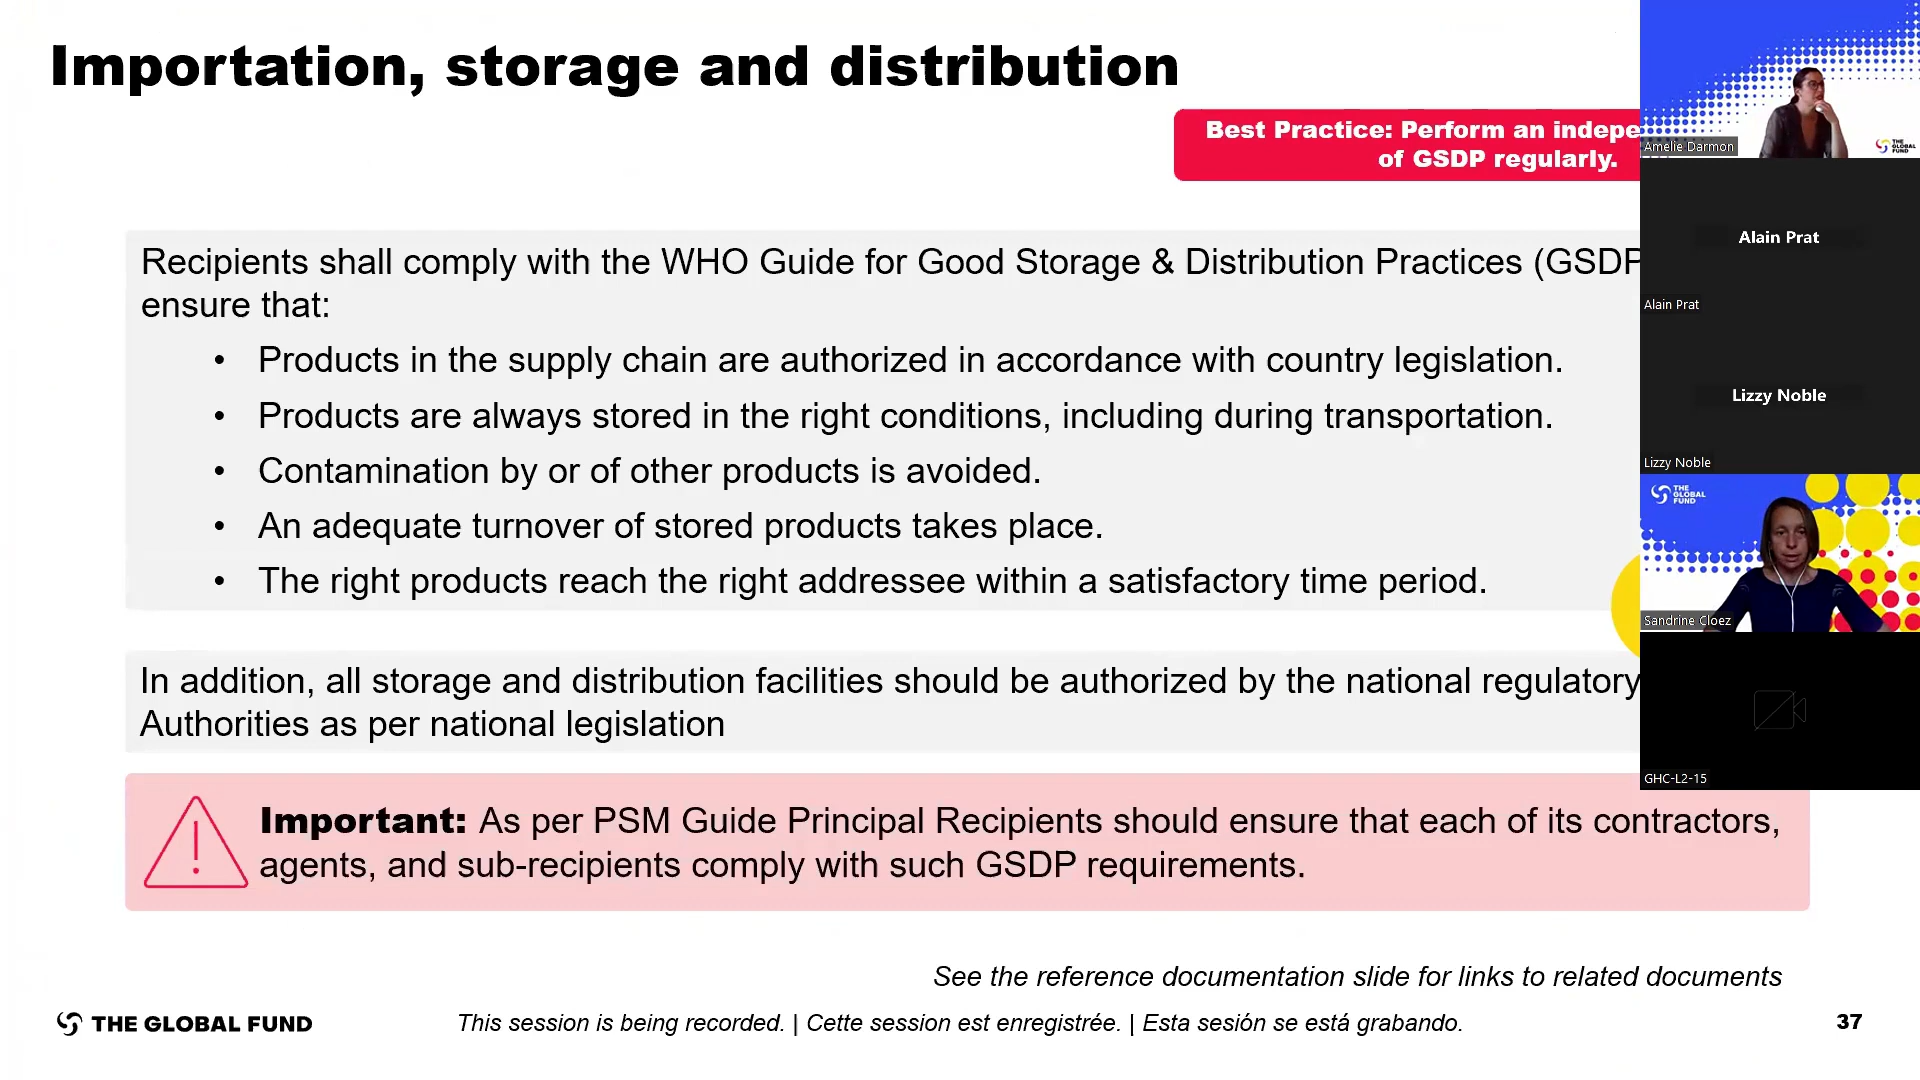 Importation, storage and distribution
Best Practice: Perform an indepe
of GSDP regularly.
Recipients shall comply with the WHO Guide for Good Storage & Distribution Practices (GSDP
ensure that:
• Products in the supply chain are authorized in accordance with country legislation.
• Products are always stored in the right conditions, including during transportation.
• Contamination by or of other products is avoided.
• An adequate turnover of stored products takes place.
• The right products reach the right addressee within a satisfactory time period.
In addition, all storage and distribution facilities should be authorized by the national regulatory
Authorities as per national legislation
Important: As per PSM Guide Principal Recipients should ensure that each of its contractors,
agents, and sub-recipients comply with such GSDP requirements.
See the reference documentation slide for links to related documents
THE GLOBAL FUND
This session is being recorded. | Cette session est enregistrée. | Esta sesión se está grabando.
37
THE
GLOBAL
FUND
Amelie Darmon
Alain Prat
Alain Prat
Lizzy Noble
Lizzy Noble
THE
GLOBAL
FUND
Sandrine Cloez
GHC-L2-15